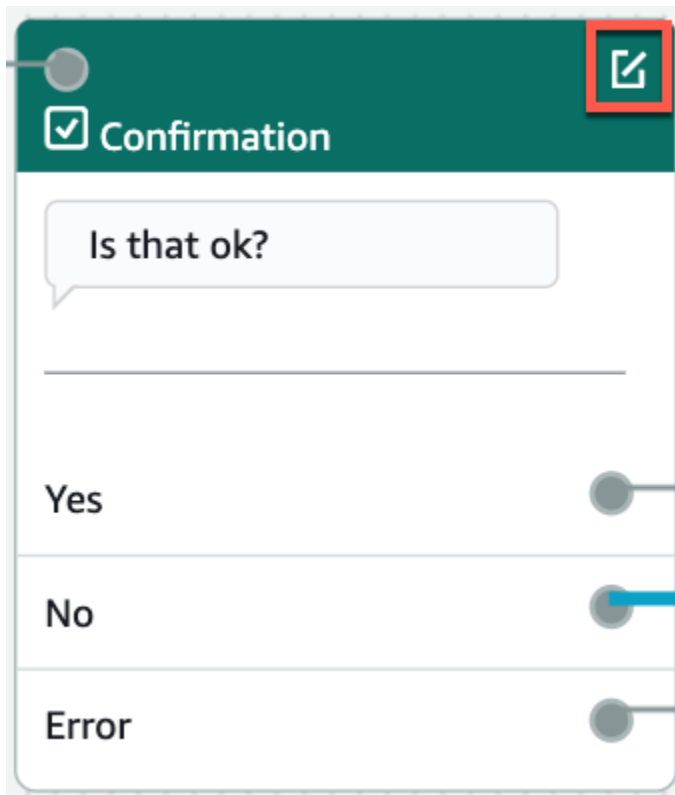 Confirmation
Is that ok?
Yes
No
Error